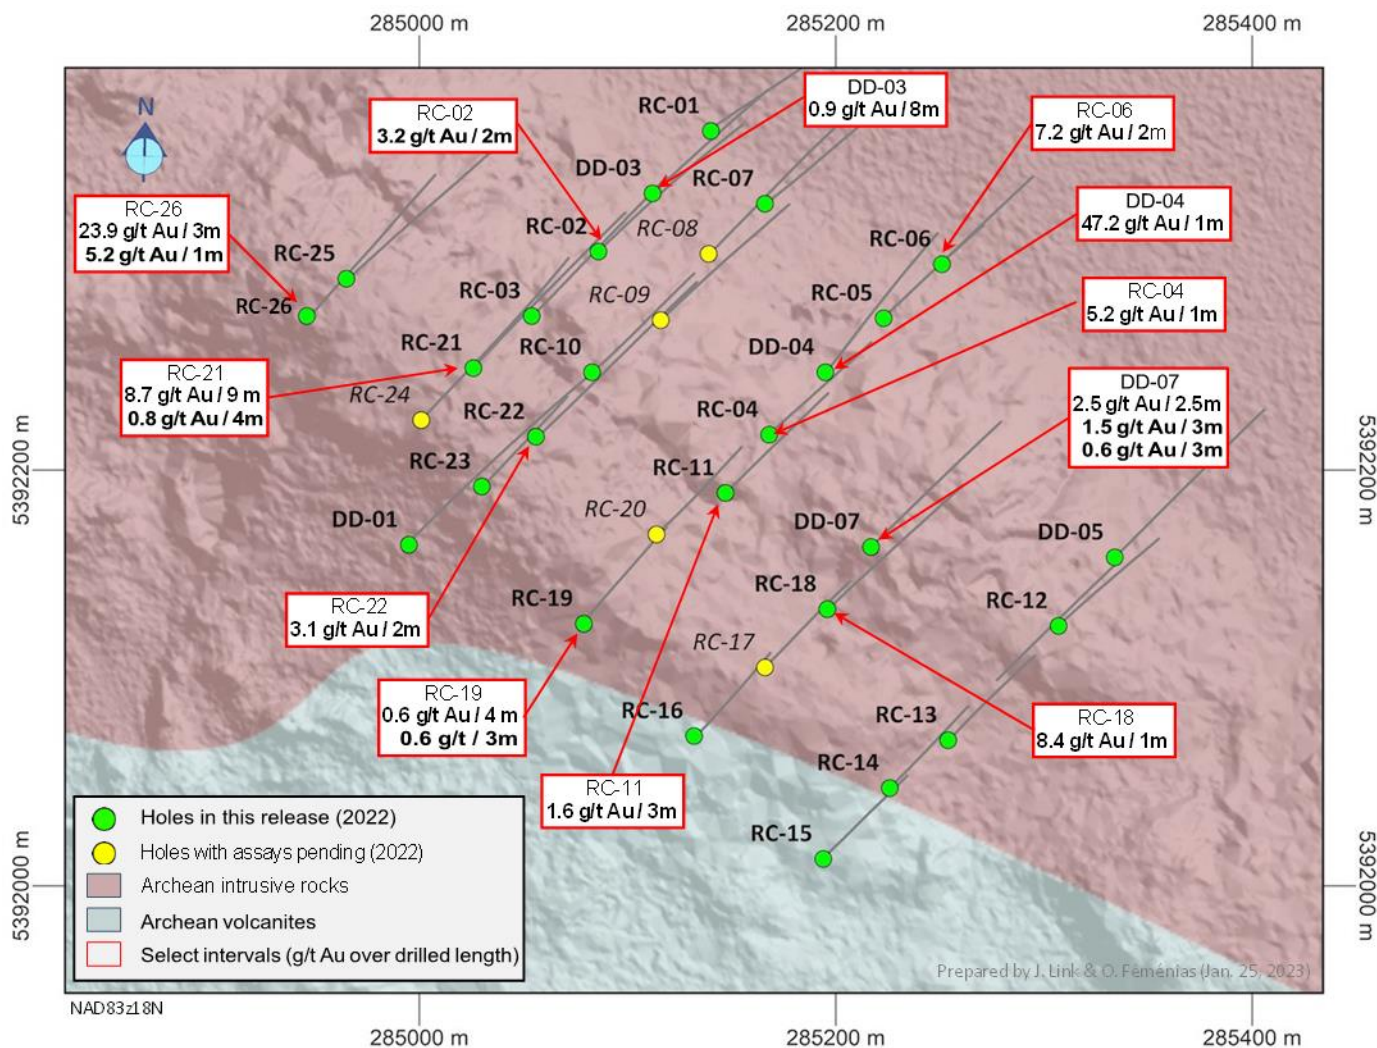 285000 m
285200 m
285400 m
N
RC-01
DD-03
0.9 g/t Au / 8m
RC-02
3.2 g/t Au / 2m
RC-06
7.2 g/t Au / 2m
DD-03
RC-07
DD-04
47.2 g/t Au / 1m
RC-26
23.9 g/t Au / 3m
5.2 g/t Au / 1m
RC-02
RC-08
RC-06
RC-25
RC-03
RC-09
RC-05
RC-04
5.2 g/t Au / 1m
RC-26
RC-21
RC-10
DD-04
RC-21
8.7 g/t Au / 9 m
0.8 g/t Au / 4m
RC-24
RC-22
RC-04
DD-07
2.5 g/t Au / 2.5m
1.5 g/t Au / 3m
0.6 g/t Au / 3m
5392200 m
5392200 m
RC-23
RC-11
DD-01
RC-20
DD-07
DD-05
RC-22
3.1 g/t Au / 2m
RC-19
RC-18
RC-12
RC-17
RC-19
0.6 g/t Au / 4 m
0.6 g/t / 3m
RC-16
RC-13
RC-18
8.4 g/t Au / 1m
RC-14
RC-11
1.6 g/t Au / 3m
RC-15
Holes in this release (2022)
Holes with assays pending (2022)
Archean intrusive rocks
Archean volcanites
Select intervals (g/t Au over drilled length)
5392000 m
5392000 m
Prepared by J. Link & O. Féménias (Jan. 25, 2023)
NAD83z18N
285000 m
285200 m
285400 m